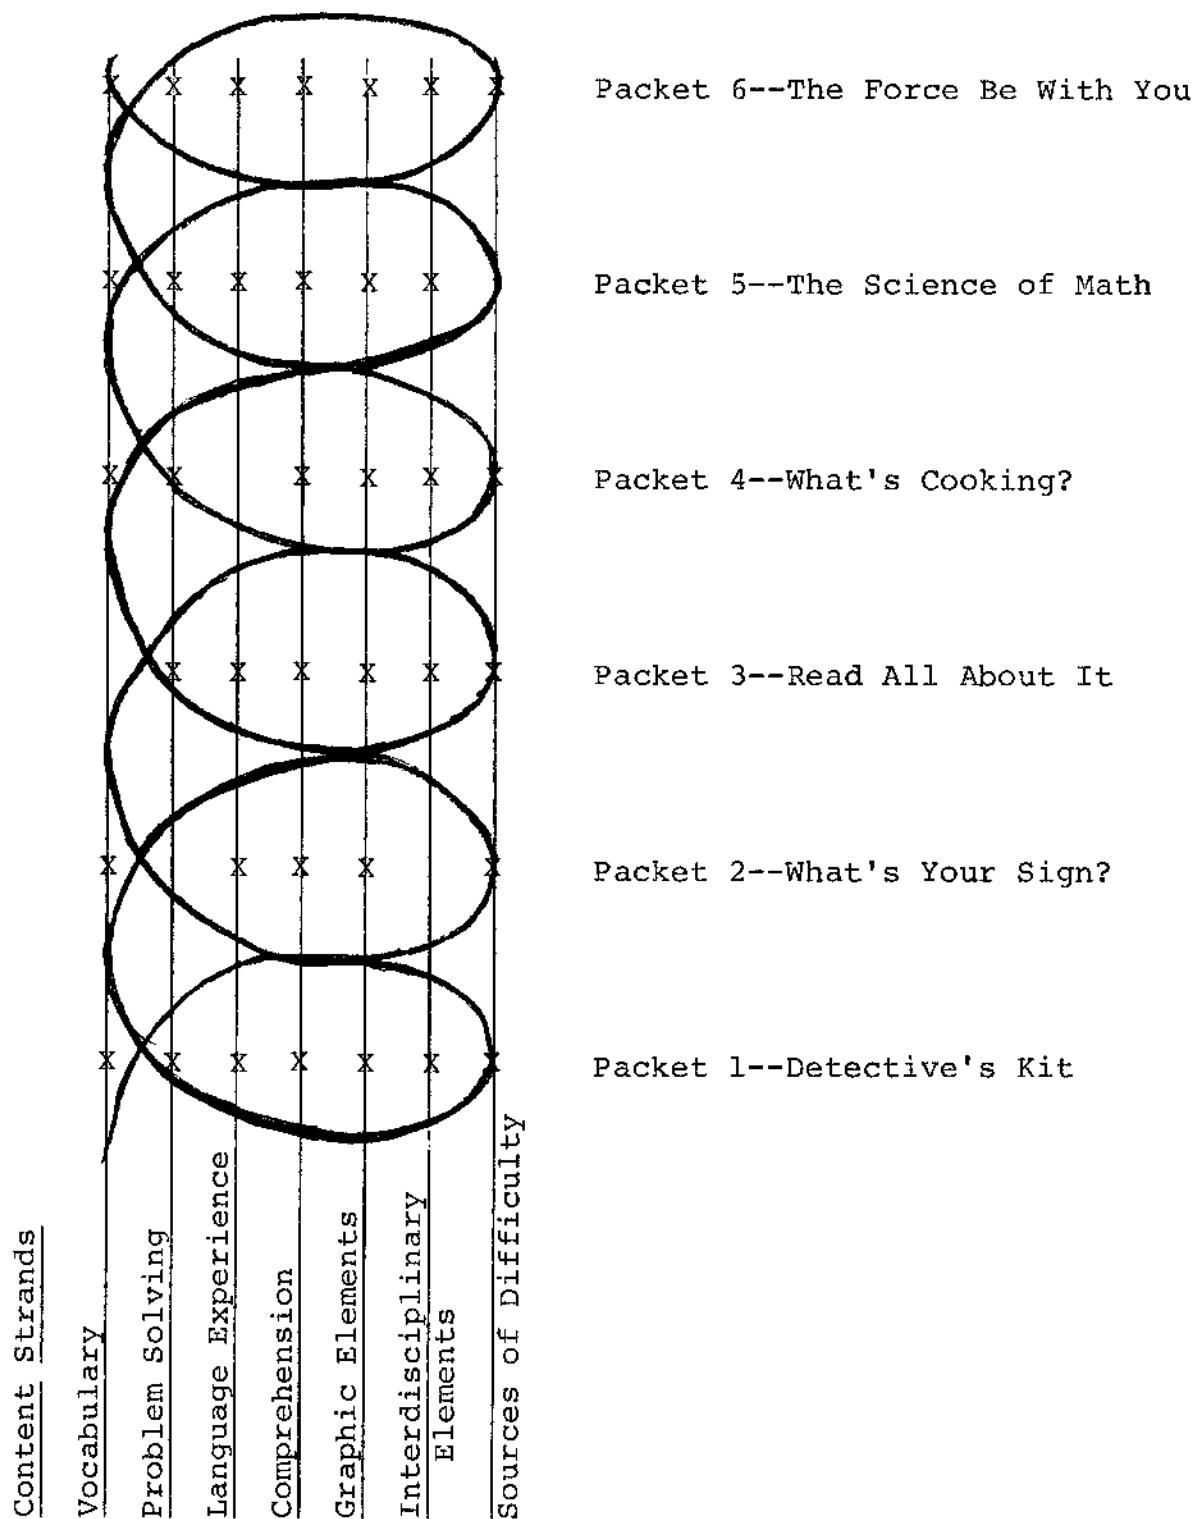 X X X X X X X Packet 6--The Force Be With You
X X X X X X Packet 5--The Science of Math
X X X X X X Packet 4--What's Cooking?
X X X X X X Packet 3--Read All About It
X X X X X Packet 2--What's Your Sign?
X X X X X X X Packet 1--Detective's Kit
Content Strands
Vocabulary
Problem Solving
Language Experience
Comprehension
Graphic Elements
Interdisciplinary
Elements
Sources of Difficulty